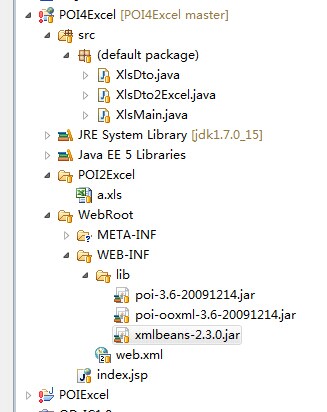 POI4Excel [POI4Excel master]
src
(default package)
XlsDto.java
XlsDto2Excel.java
XlsMain.java
JRE System Library [jdk1.7.0_15]
Java EE 5 Libraries
POI2Excel
a.xls
WebRoot
META-INF
WEB-INF
lib
poi-3.6-20091214.jar
poi-ooxml-3.6-20091214.jar
xmlbeans-2.3.0.jar
web.xml
index.jsp
POIExcel